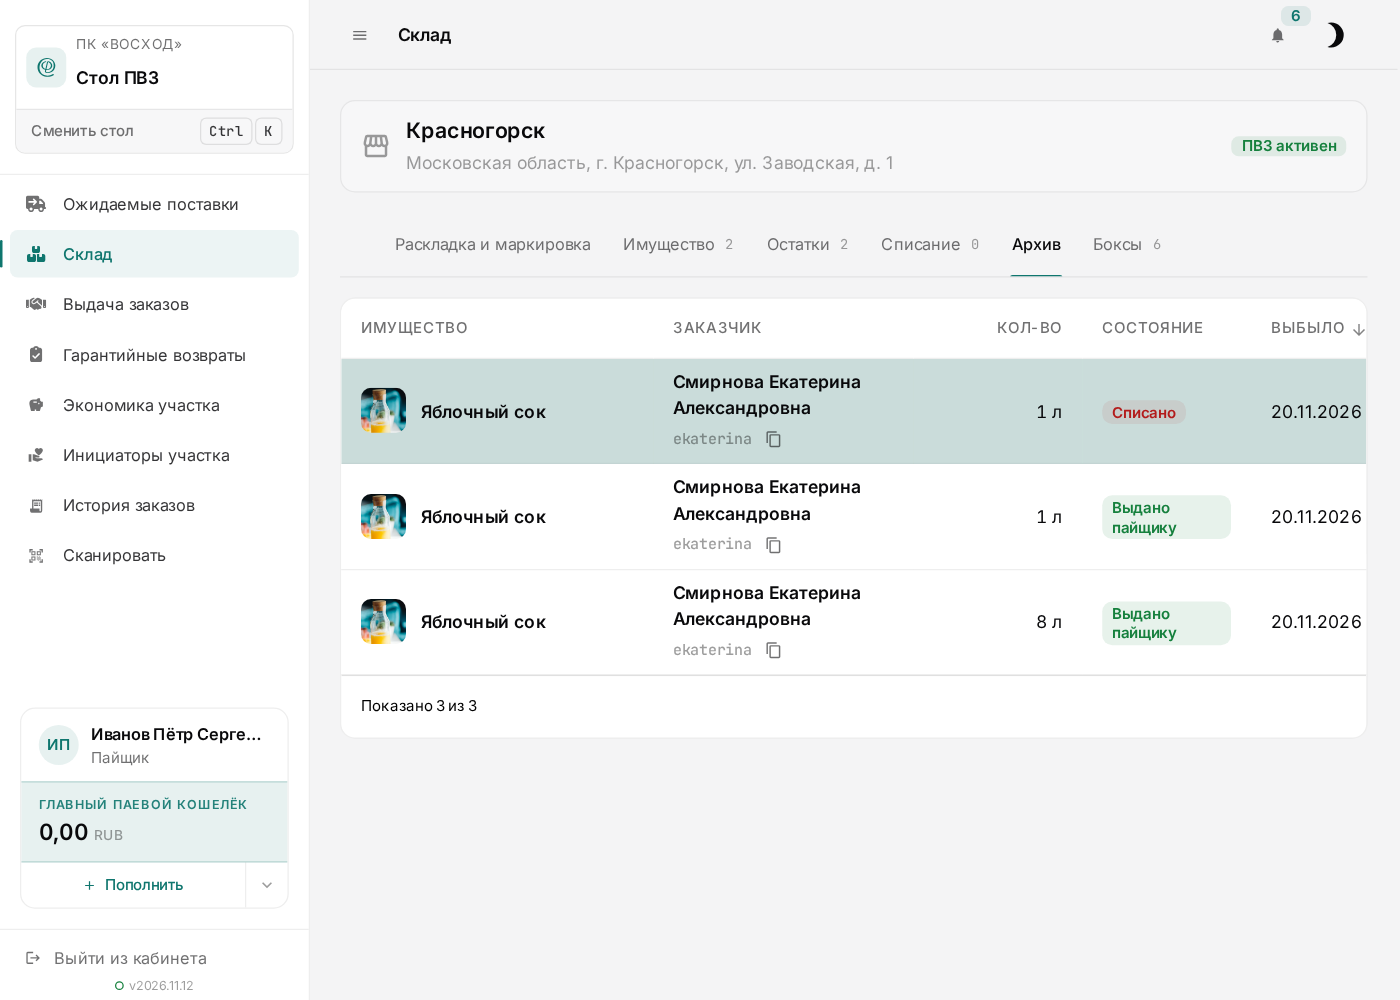 ПК «ВОСХОД»
Стол ПВЗ
Сменить стол Ctrl K
Ожидаемые поставки
Склад
Выдача заказов
Гарантийные возвраты
Экономика участка
Инициаторы участка
История заказов
Сканировать
ИП
Иванов Пётр Серге...
Пайщик
ГЛАВНЫЙ ПАЕВОЙ КОШЕЛЁК
0,00 RUB
+ Пополнить
Выйти из кабинета
v2026.11.12
Склад
6
Красногорск
Московская область, г. Красногорск, ул. Заводская, д. 1
ПВЗ активен
Раскладка и маркировка Имущество 2 Остатки 2 Списание 0 Архив Боксы 6
ИМУЩЕСТВО ЗАКАЗЧИК КОЛ-ВО СОСТОЯНИЕ ВЫБЫЛО
Яблочный сок
Смирнова Екатерина
Александровна
ekaterina
1 л
Списано
20.11.2026
Яблочный сок
Смирнова Екатерина
Александровна
ekaterina
1 л
Выдано
пайщику
20.11.2026
Яблочный сок
Смирнова Екатерина
Александровна
ekaterina
8 л
Выдано
пайщику
20.11.2026
Показано 3 из 3